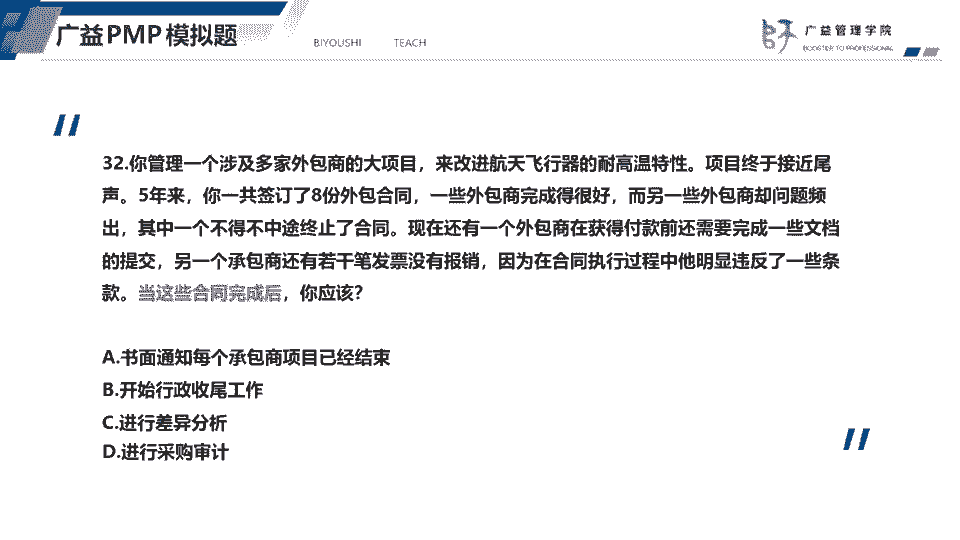 广益PMP模拟题
BIYOUSHI TEACH
广益管理学院
BOOSTER TO PROFESSIONAL
32.你管理一个涉及多家外包商的大项目，来改进航天飞行器的耐高温特性。项目终于接近尾
声。5年来，你一共签订了8份外包合同，一些外包商完成得很好，而另一些外包商却问题频
出，其中一个不得不中途终止了合同。现在还有一个外包商在获得付款前还需要完成一些文档
的提交，另一个承包商还有若干笔发票没有报销，因为在合同执行过程中他明显违反了一些条
款。当这些合同完成后，你应该？
A.书面通知每个承包商项目已经结束
B.开始行政收尾工作
C.进行差异分析
D.进行采购审计